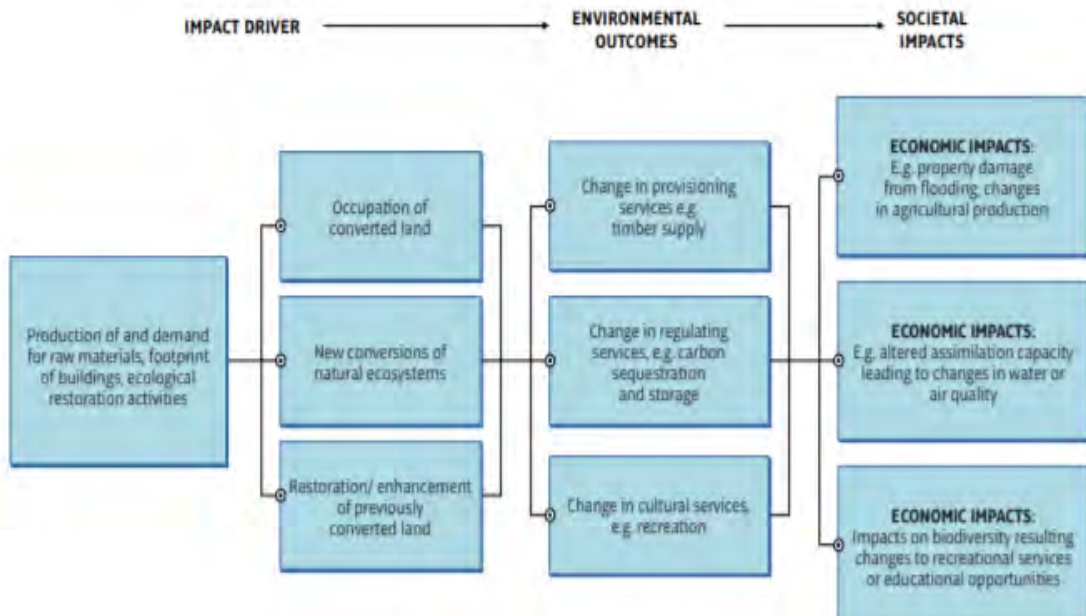 IMPACT DRIVER
ENVIRONMENTAL
OUTCOMES
SOCIETAL
IMPACTS
Production of and demand
for raw materials, footprint
of buildings, ecological
restoration activities
Occupation of
converted land
New conversions of
natural ecosystems
Restoration/ enhancement
of previously
converted land
Change in provisioning
services e.g.
timber supply
Change in regulating
services, e.g. carbon
sequestration
and storage
Change in cultural services,
e.g. recreation
ECONOMIC IMPACTS:
E.g. property damage
from flooding, changes
in agricultural production
ECONOMIC IMPACTS:
E.g. altered assimilation capacity
leading to changes in water or
air quality
ECONOMIC IMPACTS:
Impacts on biodiversity resulting
changes to recreational services
or educational opportunities